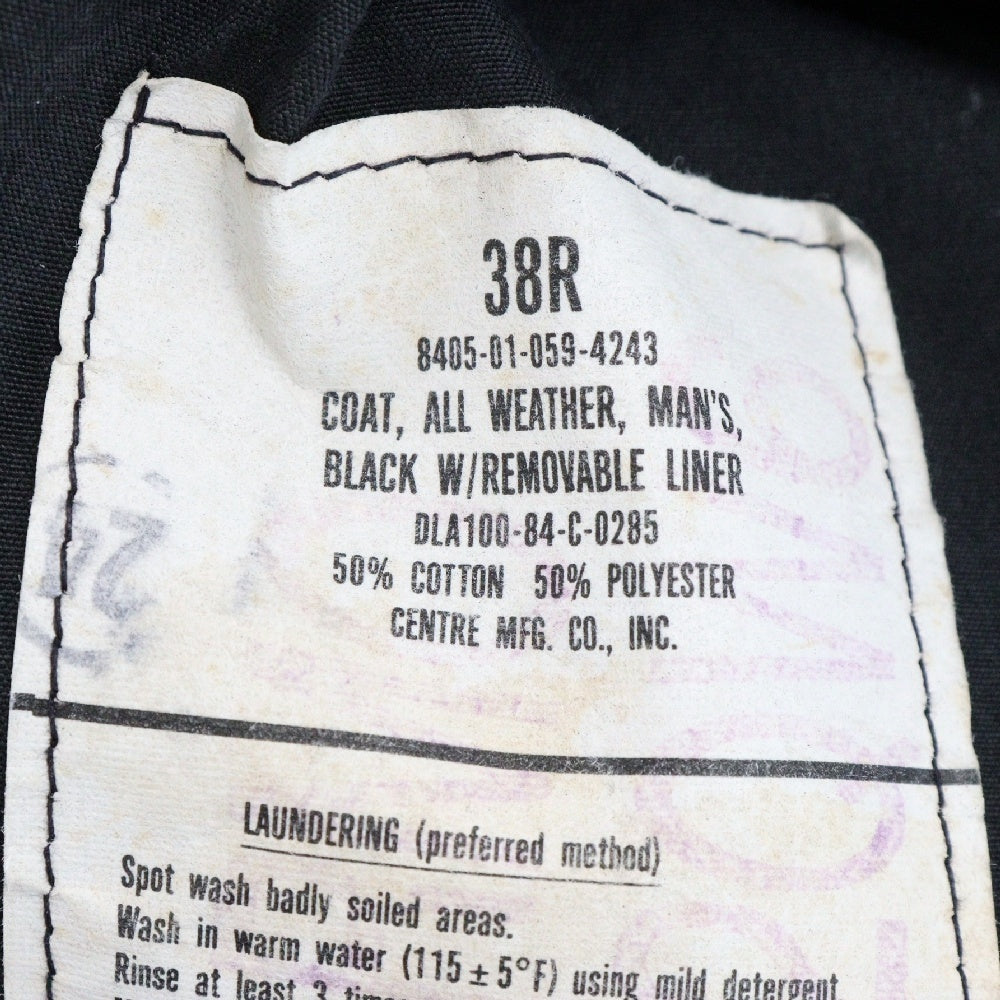 38R
8405-01-059-4243
COAT, ALL WEATHER, MAN'S,
BLACK W/REMOVABLE LINER
DLA100-84-C-0285
50% COTTON 50% POLYESTER
CENTRE MFG. CO., INC.
24
LAUNDERING (preferred method)
Spot wash badly soiled areas.
Wash in warm water (115 ± 5°F) using mild detergent
Rinse at least 3